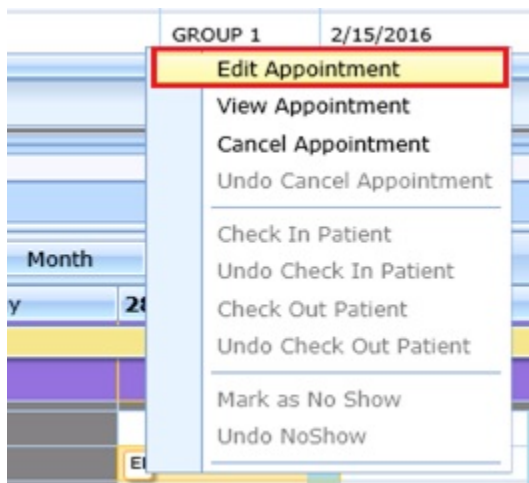 GROUP 1 2/15/2016
Edit Appointment
View Appointment
Cancel Appointment
Undo Cancel Appointment
Check In Patient
Undo Check In Patient
Month
Check Out Patient
y
Undo Check Out Patient
Mark as No Show
Undo NoShow